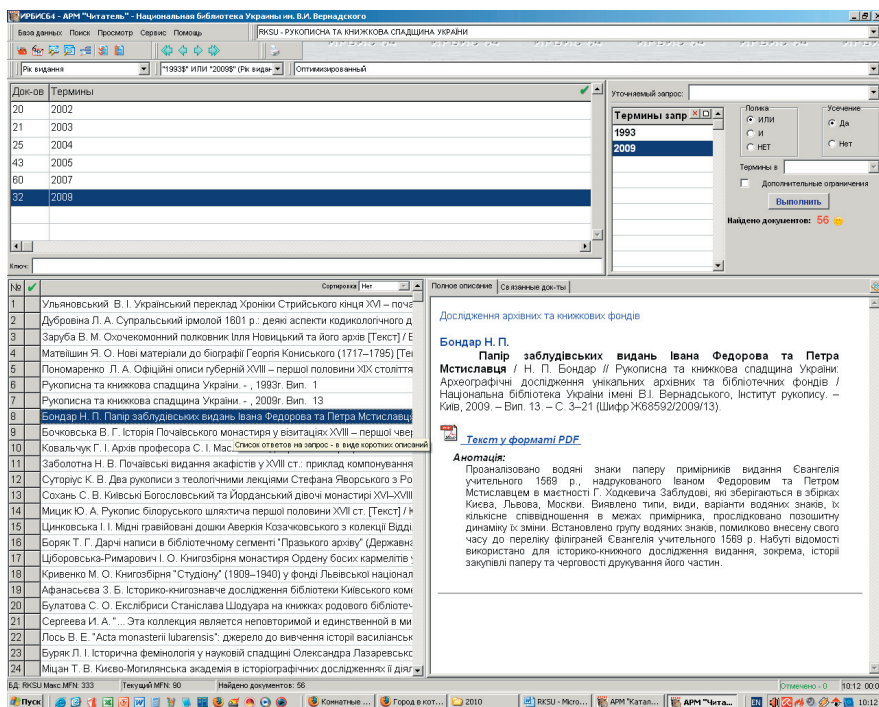 ИРБИС64 - АРМ "Читатель" - Национальная библиотека Украины им. В.И. Вернадского
База данных Поиск Просмотр Сервис Помощь
RKSU - РУКОПИСНА ТА КНИЖКОВА СПАДЩИНА УКРАЇНИ
Рік видання
"1993$" ИЛИ "2009$" (Рік видан
Оптимизированный
Док-ов Термины
20 2002
21 2003
25 2004
43 2005
60 2007
32 2009
Ключ:
Уточняемый запрос:
Термины запр
1993
2009
Логика
ИЛИ
И
НЕТ
Усечение
Да
Нет
Термины в
Дополнительные ограничения
Выполнить
Найдено документов: 56
№ Сортировка Нет
1 Ульяновський В. І. Український переклад Хроніки Стрийського кінця XVI – поча
2 Дубровіна Л. А. Супральський ірмолой 1601 р.: деякі аспекти кодикологічного д
3 Заруба В. М. Охочекомонний полковник Ілля Новицький та його архів [Текст] / В
4 Матвіїшин Я. О. Нові матеріали до біографії Георгія Кониського (1717–1795) [Те
5 Пономаренко Л. А. Офіційні описи губерній XVIII – першої половини XIX століття
6 Рукописна та книжкова спадщина України. - , 1993г. Вип. 1
7 Рукописна та книжкова спадщина України. - , 2009г. Вип. 13
8 Бондар Н. П. Папір заблудівських видань Івана Федорова та Петра Мстиславця
9 Бочковська В. Г. Історія Почаївського монастиря у візитаціях XVIII – першої чвер
10 Ковальчук Г. І. Архів професора С. І. Мас
Список ответов на запрос - в виде коротких описаний
11 Заболотна Н. В. Почаївські видання акафістів у XVIII ст.: приклад компонування
12 Суторіус К. В. Два рукописи з теологічними лекціями Стефана Яворського з Ро
13 Сохань С. В. Київські Богословський та Йорданський дівочі монастирі XVI–XVIII
14 Мицик Ю. А. Рукопис білоруського шляхтича першої половини XVII ст. [Текст] / К
15 Цинковська І. І. Мідні гравійовані дошки Аверкія Козачковського з колекції Відді
16 Боряк Т. Г. Дарчі написи в бібліотечному сегменті "Празького архіву" (Державна
17 Ціборовська-Римарович І. О. Книгозбірня монастиря Ордену босих кармелітів у
18 Кривенко М. О. Книгозбірня "Студіону" (1909–1940) у фонді Львівської національ
19 Афанасьєва З. Б. Історико-книгознавче дослідження бібліотеки Київського коме
20 Булатова С. О. Екслібриси Станіслава Шодуара на книжках родового бібліотеч
21 Сергеева И. А. "... Эта коллекция является неповторимой и единственной в ми
22 Лось В. Е. "Acta monasterii lubarensis": джерело до вивчення історії василіанськ
23 Буряк Л. І. Історична фемінологія у науковій спадщині Олександра Лазаревськс
24 Міщан Т. В. Києво-Могилянська академія в історіографічних дослідженнях її діяч
Полное описание Связанные док-ты
Дослідження архівних та книжкових фондів
Бондар Н. П.
Папір заблудівських видань Івана Федорова та Петра
Мстиславця / Н. П. Бондар // Рукописна та книжкова спадщина України:
Археографічні дослідження унікальних архівних та бібліотечних фондів /
Національна бібліотека України імені В.І. Вернадського, Інститут рукопису. –
Київ, 2009. – Вип. 13. – С. 3–21 (Шифр Ж68592/2009/13).
Текст у форматі PDF
Анотація:
Проаналізовано водяні знаки паперу примірників видання Євангелія
учительного 1569 р., надрукованого Іваном Федоровим та Петром
Мстиславцем в маєтності Г. Ходкевича Заблудові, які зберігаються в збірках
Києва, Львова, Москви. Виявлено типи, види, варіанти водяних знаків, їх
кількісне співвідношення в межах примірника, прослідковано позошитну
динаміку їх зміни. Встановлено групу водяних знаків, помилково внесену свого
часу до переліку філіграней Євангелія учительного 1569 р. Набуті відомості
використано для історико-книжного дослідження видання, зокрема, історії
закупівлі паперу та черговості друкування його частин.
БД: RKSU Макс.MFN: 333 Текущий MFN: 90 Найдено документов: 56 Отмечено - 0 10:12 00:0
Пуск Комнатные ... Город в кот... 2010 RKSU - Micro... АРМ "Катал... АРМ "Чита... EN 10:12